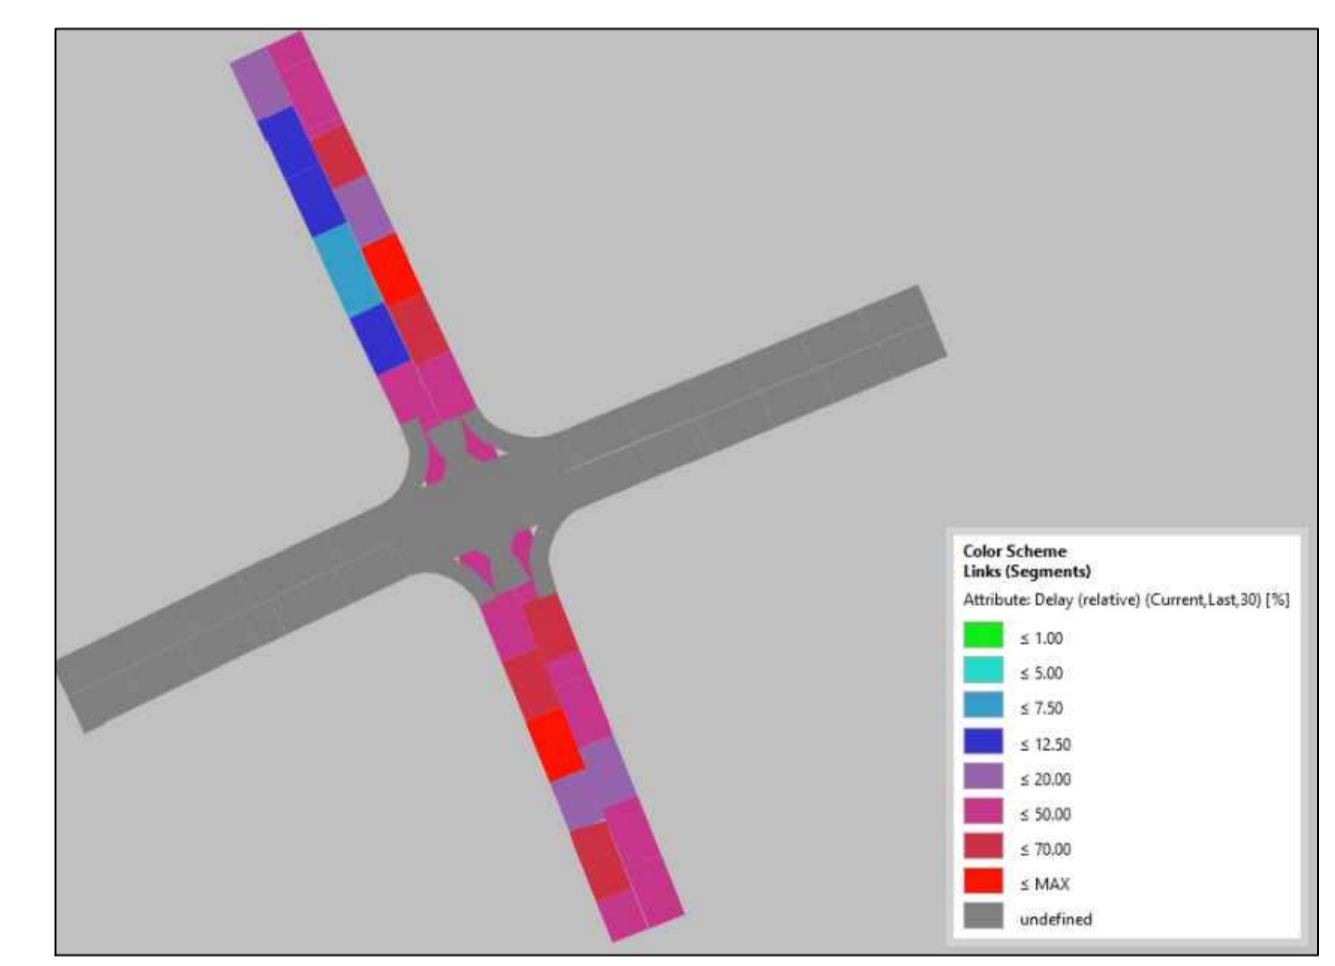 Color Scheme
Links (Segments)
Attribute: Delay (relative) (Current,Last,30) [%]
≤ 1.00
≤ 5.00
≤ 7.50
≤ 12.50
≤ 20.00
≤ 50.00
≤ 70.00
≤ MAX
undefined